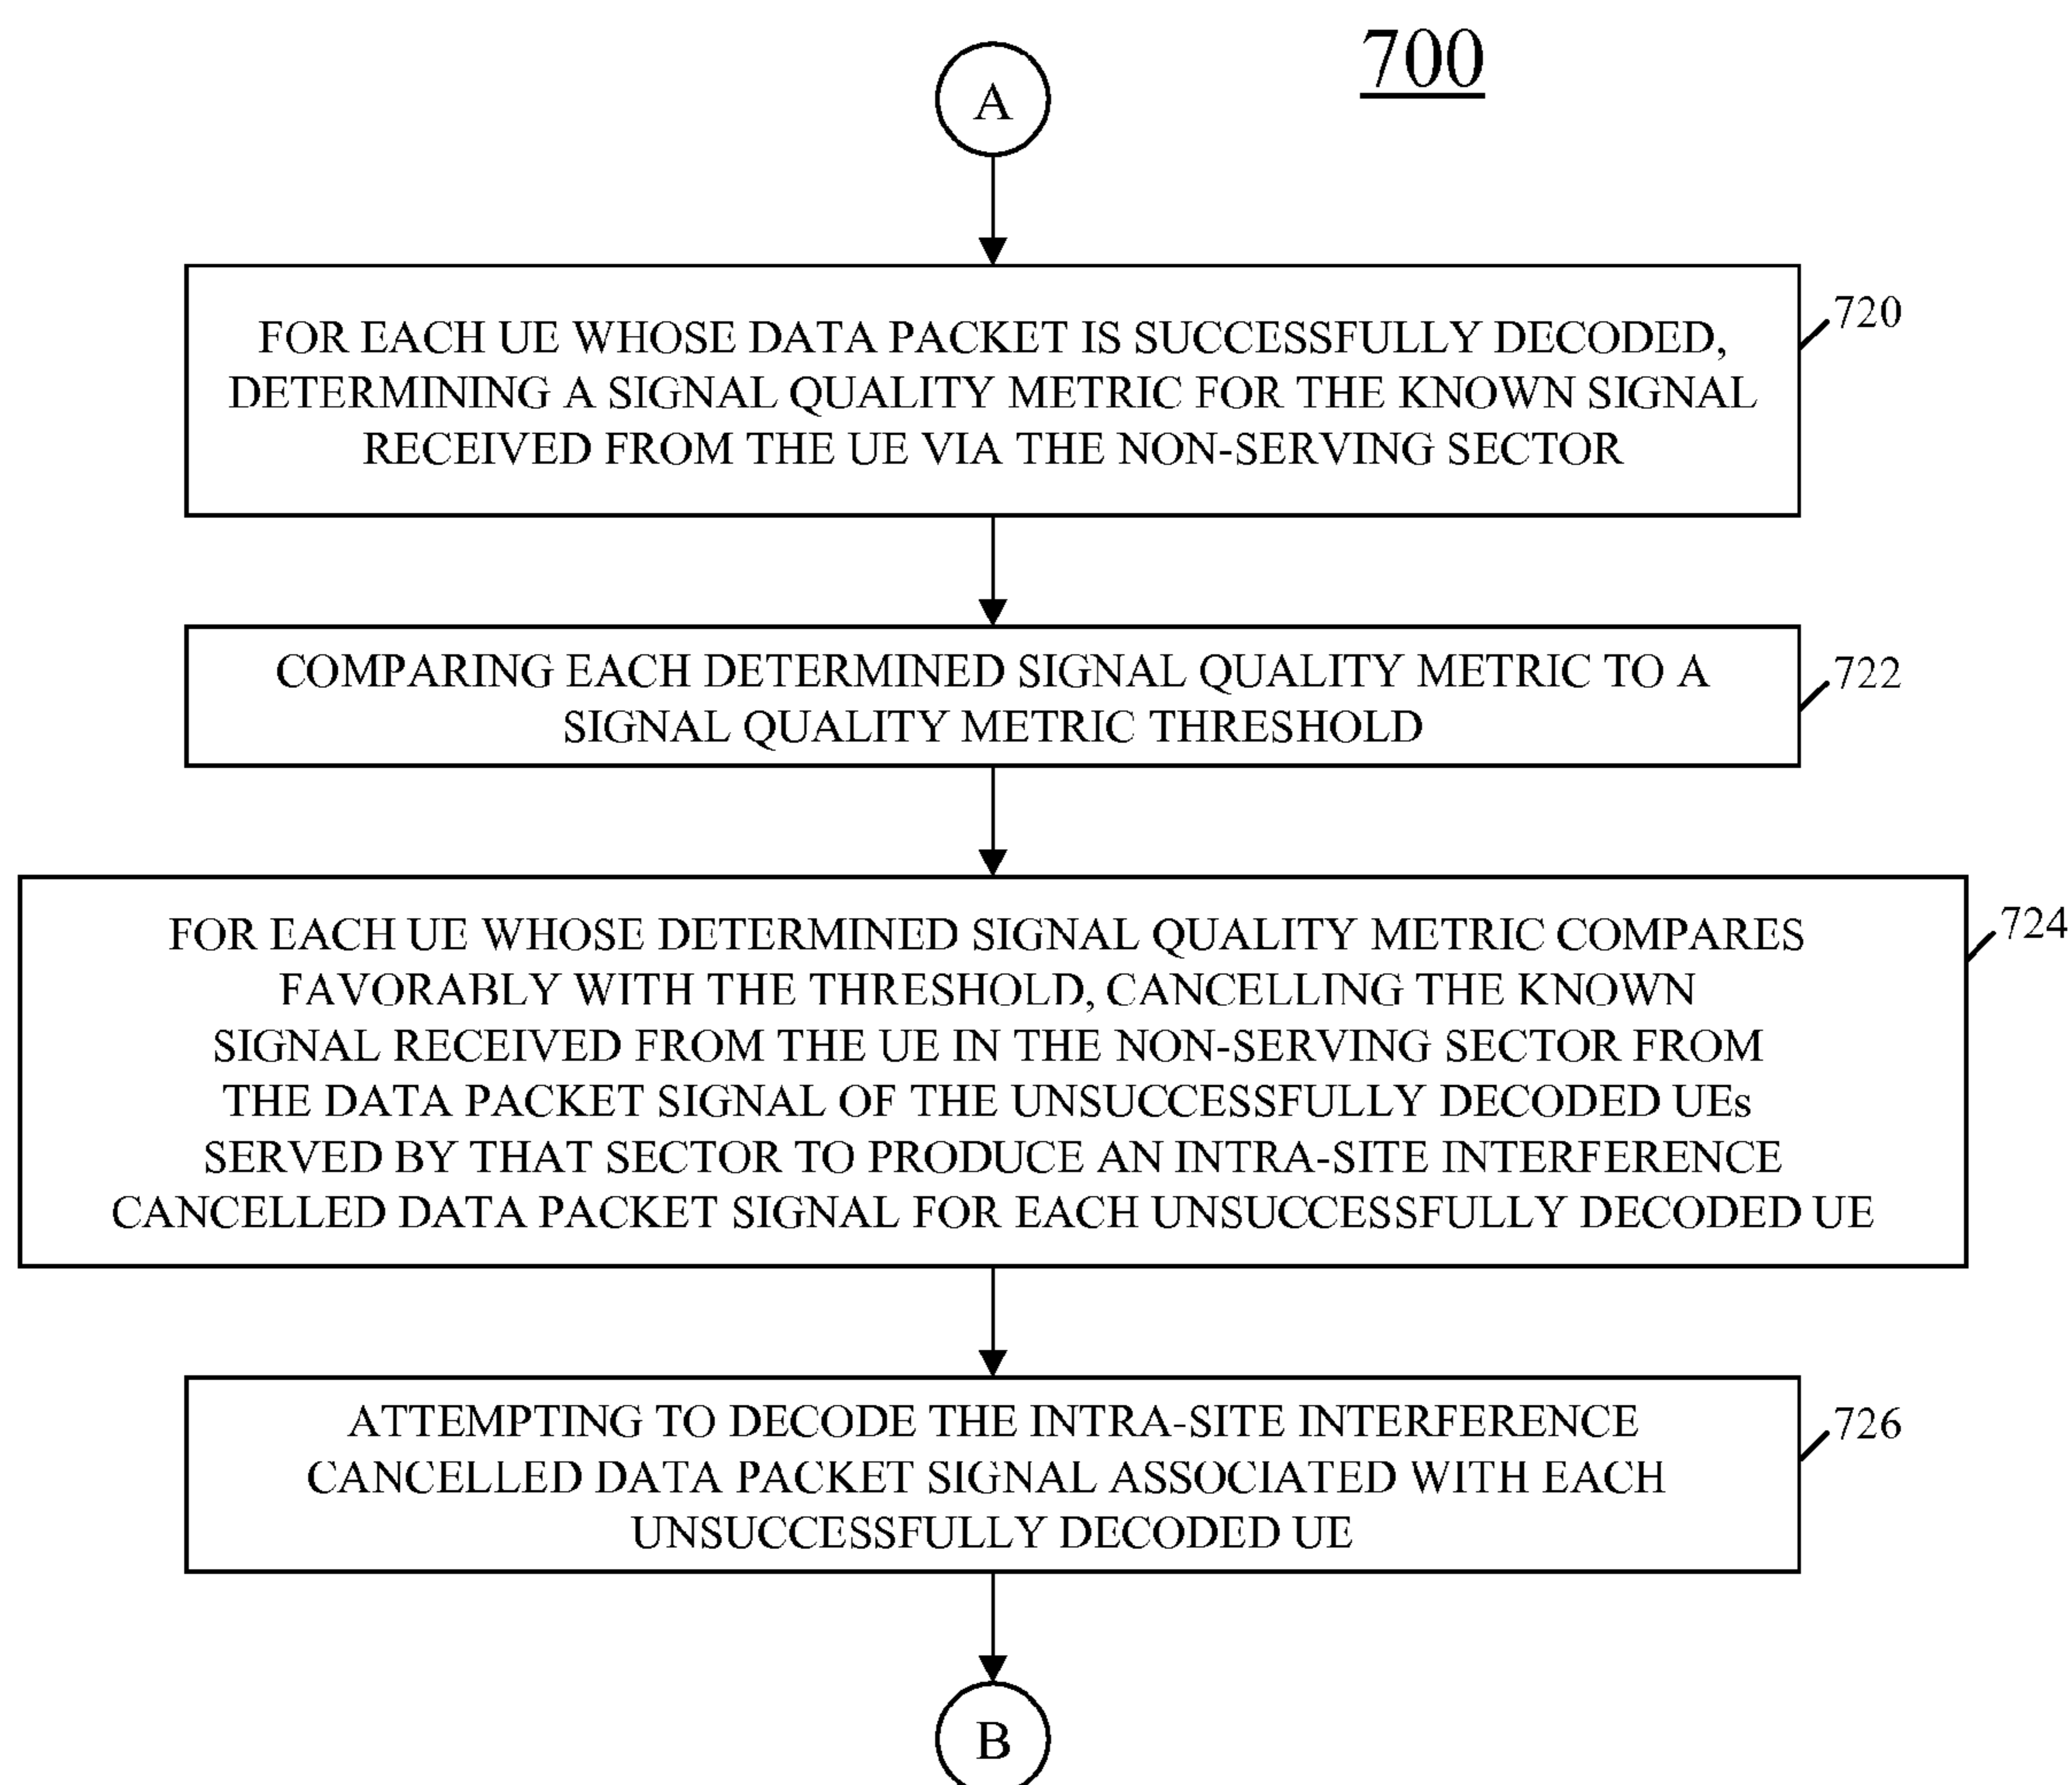 700
A
FOR EACH UE WHOSE DATA PACKET IS SUCCESSFULLY DECODED,
DETERMINING A SIGNAL QUALITY METRIC FOR THE KNOWN SIGNAL
RECEIVED FROM THE UE VIA THE NON-SERVING SECTOR
720
COMPARING EACH DETERMINED SIGNAL QUALITY METRIC TO A
SIGNAL QUALITY METRIC THRESHOLD
722
FOR EACH UE WHOSE DETERMINED SIGNAL QUALITY METRIC COMPARES
FAVORABLY WITH THE THRESHOLD, CANCELLING THE KNOWN
SIGNAL RECEIVED FROM THE UE IN THE NON-SERVING SECTOR FROM
THE DATA PACKET SIGNAL OF THE UNSUCCESSFULLY DECODED UEs
SERVED BY THAT SECTOR TO PRODUCE AN INTRA-SITE INTERFERENCE
CANCELLED DATA PACKET SIGNAL FOR EACH UNSUCCESSFULLY DECODED UE
724
ATTEMPTING TO DECODE THE INTRA-SITE INTERFERENCE
CANCELLED DATA PACKET SIGNAL ASSOCIATED WITH EACH
UNSUCCESSFULLY DECODED UE
726
B